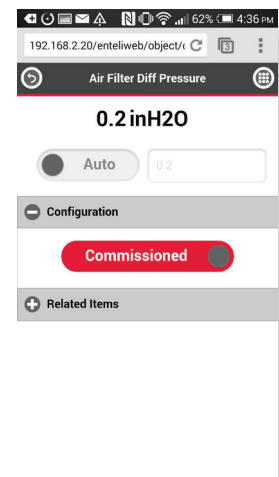 62% 4:36 PM
192.168.2.20/enteliweb/object/
3
Air Filter Diff Pressure
0.2 inH2O
Auto 0.2
Configuration
Commissioned
Related Items